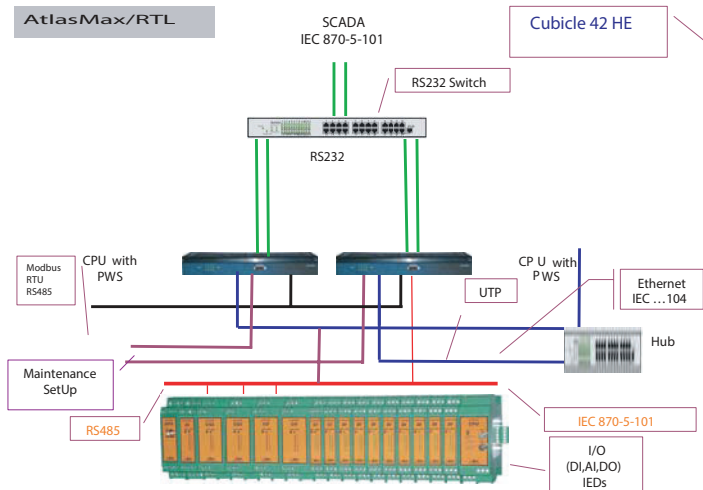 AtlasMax/RTL
SCADA
IEC 870-5-101
Cubicle 42 HE
RS232 Switch
RS232
Modbus
RTU
RS485
CPU with
PWS
CP U with
P WS
Ethernet
IEC ...104
UTP
Hub
Maintenance
SetUp
RS485
IEC 870-5-101
I/O
(DI,AI,DO)
IEDs